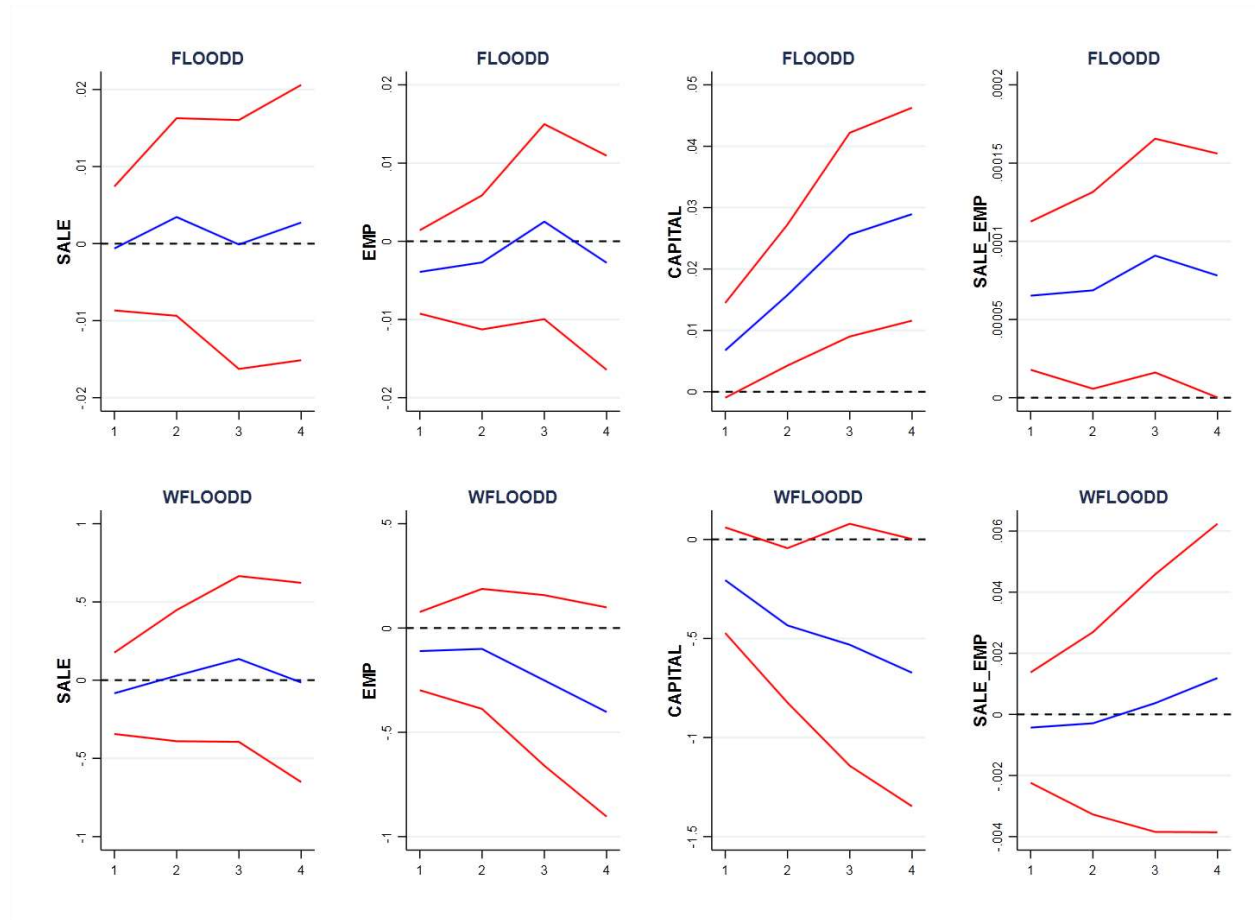 FLOODD
SALE
.02
.01
0
-.01
-.02
1 2 3 4
FLOODD
EMP
.02
.01
0
-.01
-.02
1 2 3 4
FLOODD
CAPITAL
.05
.04
.03
.02
.01
0
1 2 3 4
FLOODD
SALE_EMP
.0002
.00015
.0001
.00005
0
1 2 3 4
WFLOODD
SALE
1
.5
0
-.5
-1
1 2 3 4
WFLOODD
EMP
.5
0
-.5
-1
1 2 3 4
WFLOODD
CAPITAL
0
-.5
-1
-1.5
1 2 3 4
WFLOODD
SALE_EMP
.006
.004
.002
0
-.002
-.004
1 2 3 4